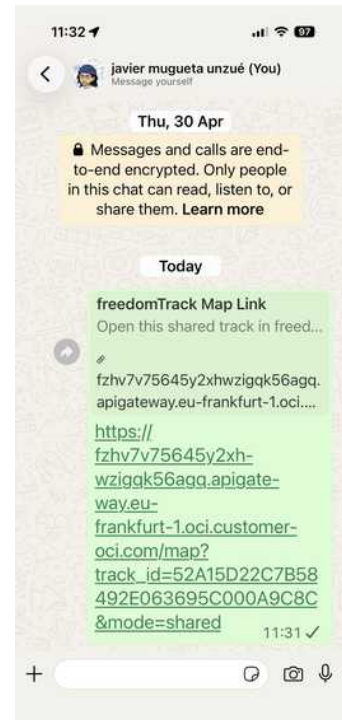 11:32
97
javier mugueta unzué (You)
Message yourself
Thu, 30 Apr
Messages and calls are end-
to-end encrypted. Only people
in this chat can read, listen to, or
share them. Learn more
Today
freedomTrack Map Link
Open this shared track in freed...
fzhv7v75645y2xhwzigqk56agq.
apigateway.eu-frankfurt-1.oci....
https://
fzhv7v75645y2xh-
wzigqk56agq.apigate-
way.eu-
frankfurt-1.oci.customer-
oci.com/map?
track_id=52A15D22C7B58
492E063695C000A9C8C
&mode=shared
11:31